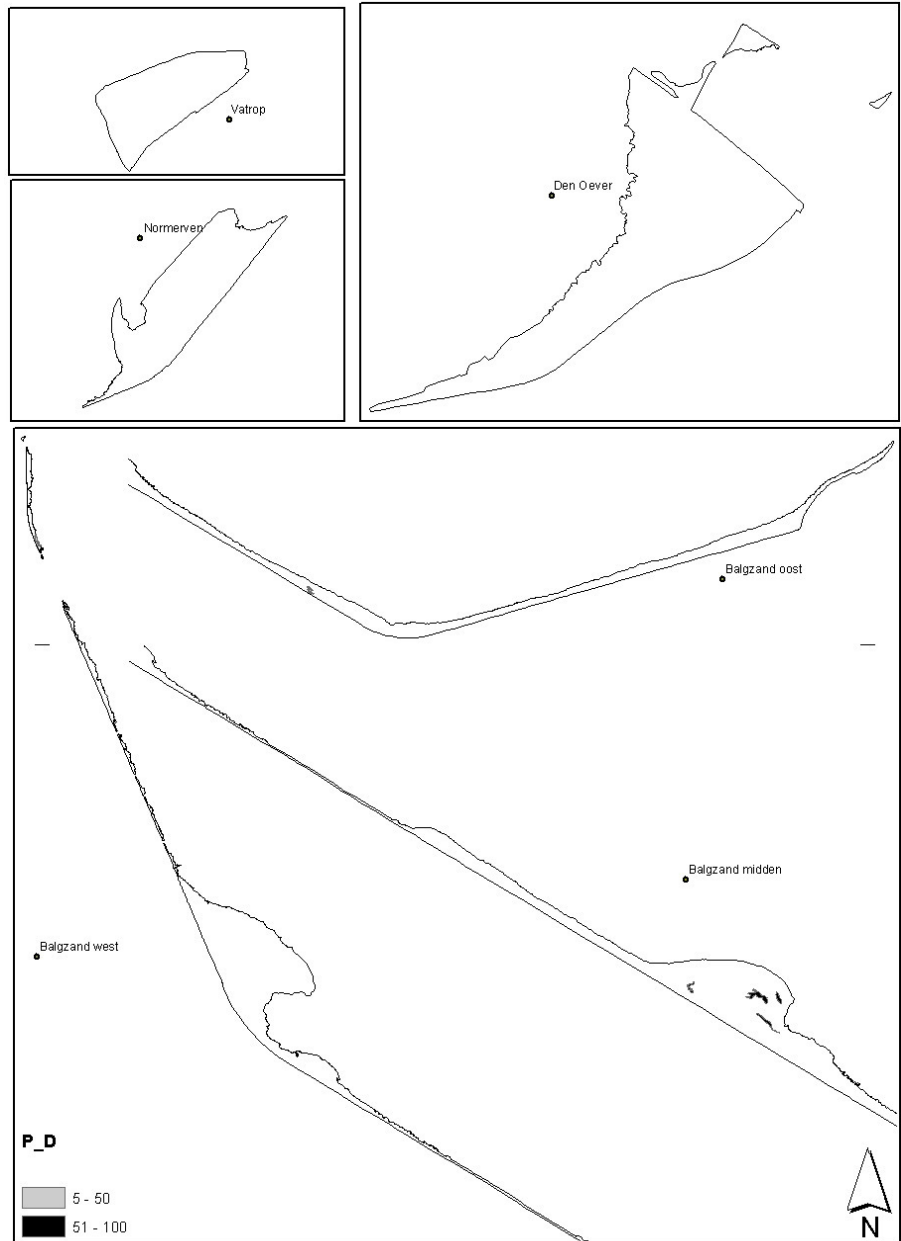 Vatrop
Normerven
Den Oever
Balgzand oost
Balgzand midden
Balgzand west
P_D
5 - 50
51 - 100
N